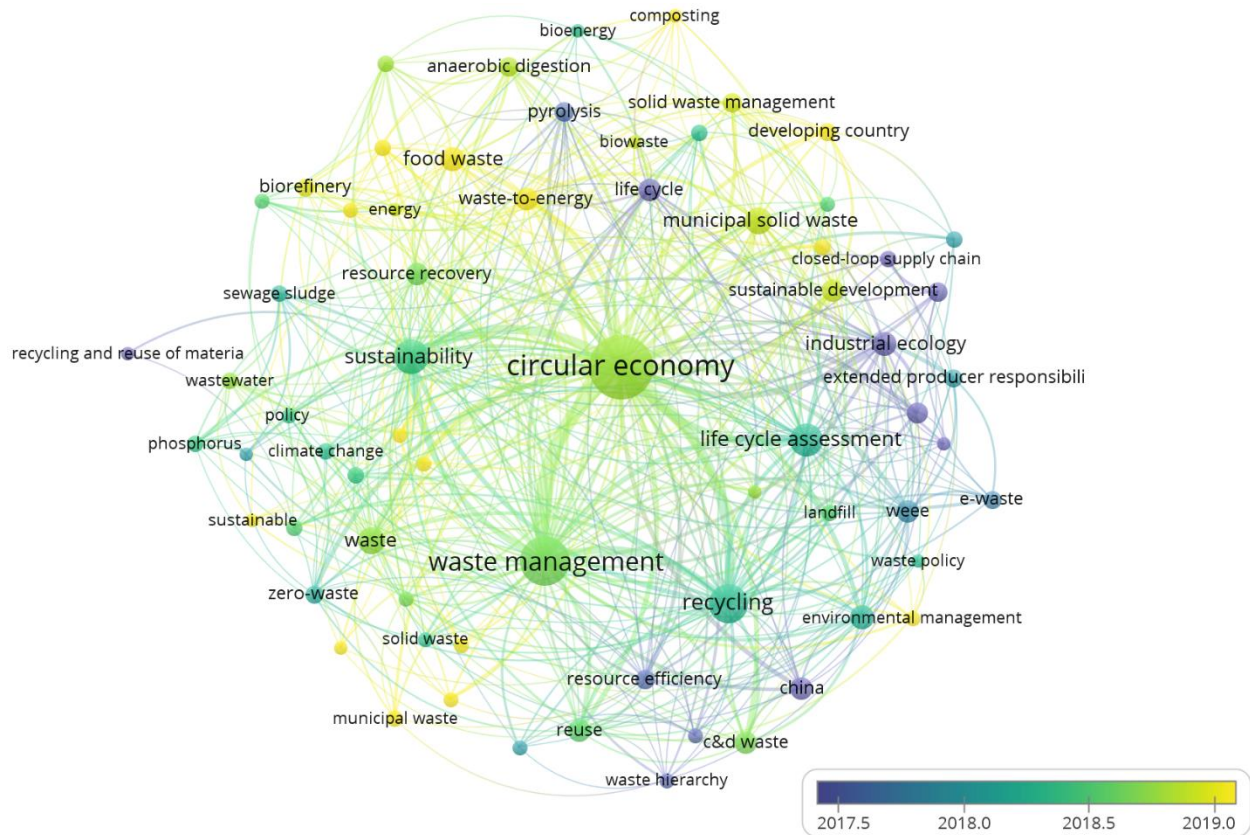 composting
bioenergy
anaerobic digestion
solid waste management
pyrolysis
developing country
biowaste
food waste
biorefinery
life cycle
waste-to-energy
energy
municipal solid waste
closed-loop supply chain
resource recovery
sewage sludge
sustainable development
industrial ecology
recycling and reuse of materia
sustainability
circular economy
wastewater
extended producer responsibili
policy
phosphorus
climate change
life cycle assessment
e-waste
weee
landfill
sustainable
waste
waste management
waste policy
zero-waste
recycling
environmental management
solid waste
resource efficiency
china
municipal waste
reuse
c&d waste
waste hierarchy
2017.5 2018.0 2018.5 2019.0